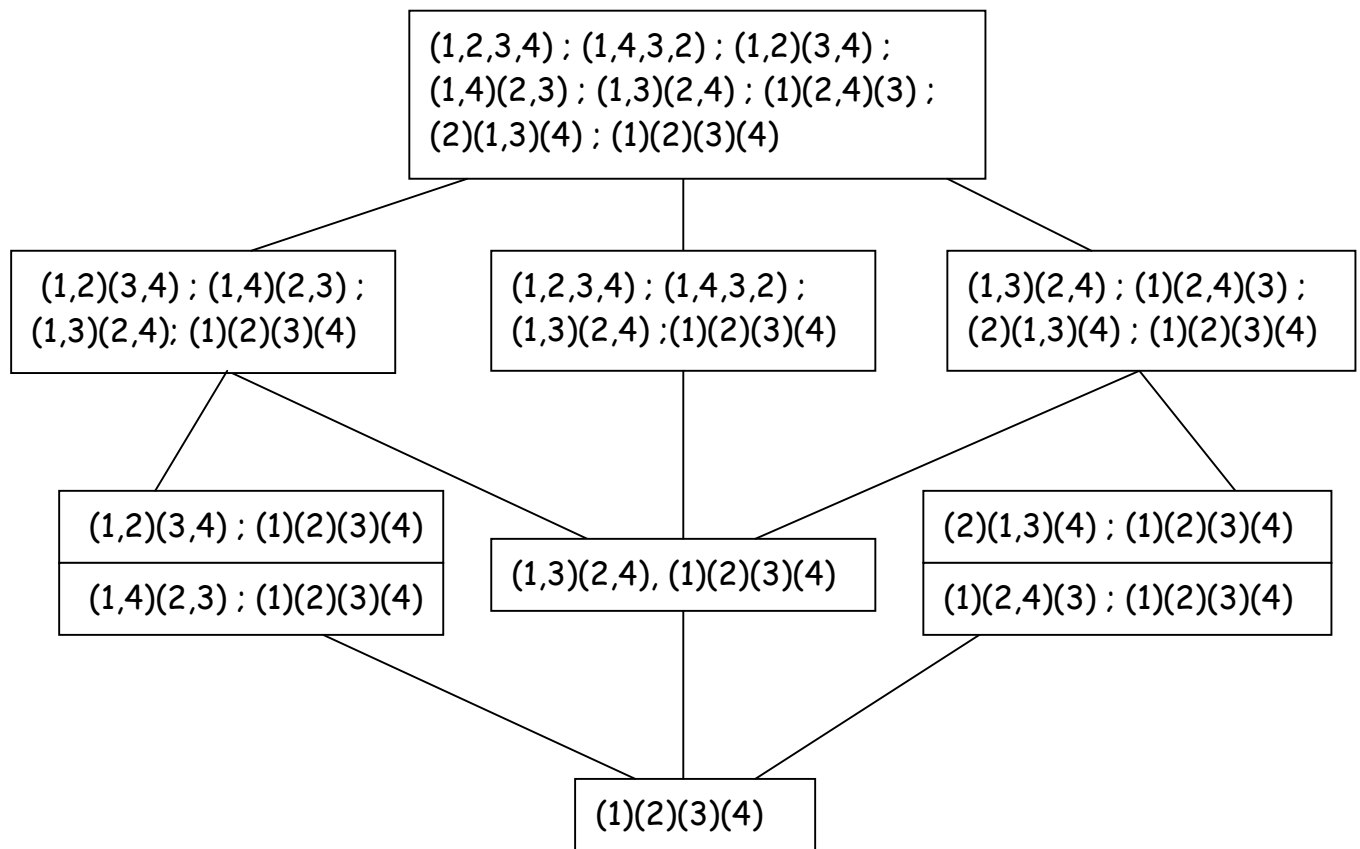 (1,2,3,4) ; (1,4,3,2) ; (1,2)(3,4) ;
(1,4)(2,3) ; (1,3)(2,4) ; (1)(2,4)(3) ;
(2)(1,3)(4) ; (1)(2)(3)(4)
(1,2)(3,4) ; (1,4)(2,3) ;
(1,3)(2,4); (1)(2)(3)(4)
(1,2,3,4) ; (1,4,3,2) ;
(1,3)(2,4) ;(1)(2)(3)(4)
(1,3)(2,4) ; (1)(2,4)(3) ;
(2)(1,3)(4) ; (1)(2)(3)(4)
(1,2)(3,4) ; (1)(2)(3)(4)
(1,4)(2,3) ; (1)(2)(3)(4)
(1,3)(2,4), (1)(2)(3)(4)
(2)(1,3)(4) ; (1)(2)(3)(4)
(1)(2,4)(3) ; (1)(2)(3)(4)
(1)(2)(3)(4)